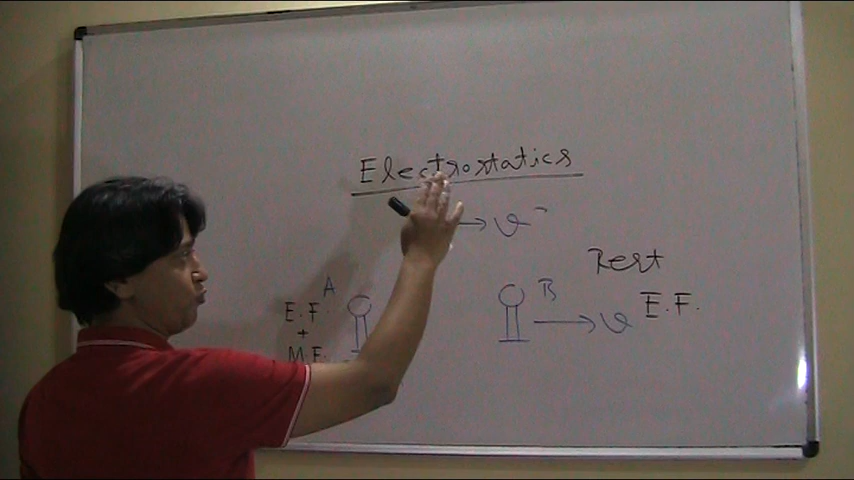 Electrostatics
v
Rest
A
B
E.F
E.F.
+
v
M.F.